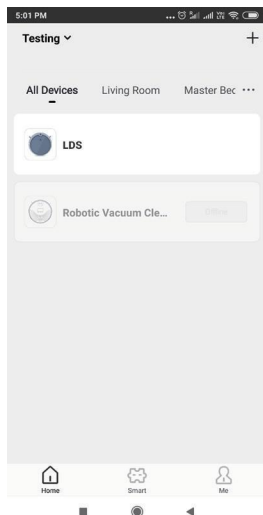 5:01 PM
Testing
All Devices Living Room Master Bec ...
LDS
Robotic Vacuum Cle...
Home Smart Me